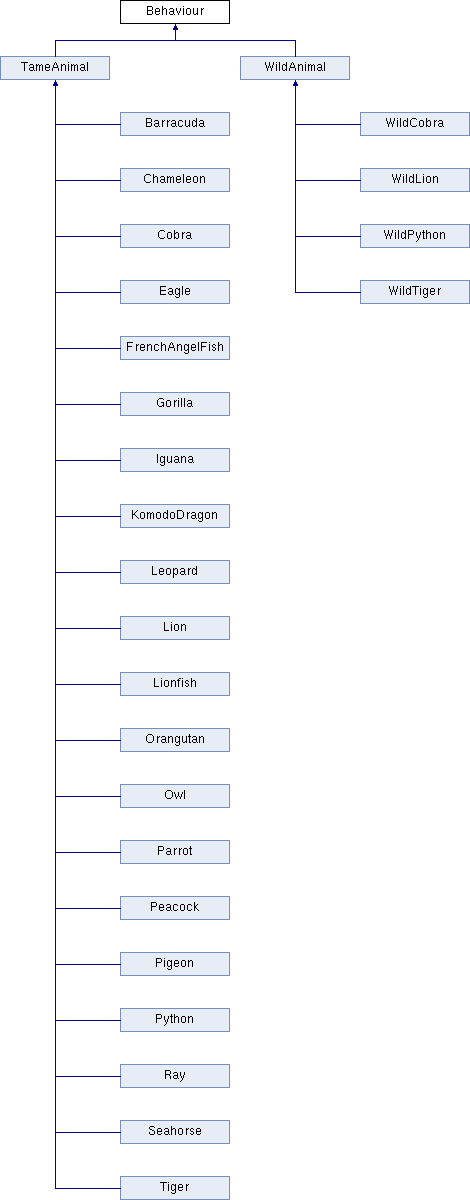 Behaviour
TameAnimal
WildAnimal
Barracuda
WildCobra
Chameleon
WildLion
Cobra
WildPython
Eagle
WildTiger
FrenchAngelFish
Gorilla
Iguana
KomodoDragon
Leopard
Lion
Lionfish
Orangutan
Owl
Parrot
Peacock
Pigeon
Python
Ray
Seahorse
Tiger